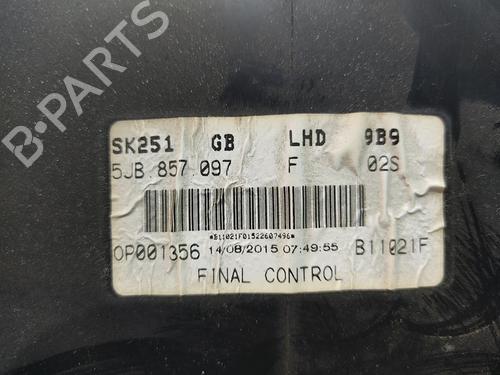 SK251 GB LHD 9B9
5JB.857.097 F 02S
*B11021F01522607496*
OP001356 14/08/2015 07:49:55 B11021F
FINAL CONTROL
B-PARTS